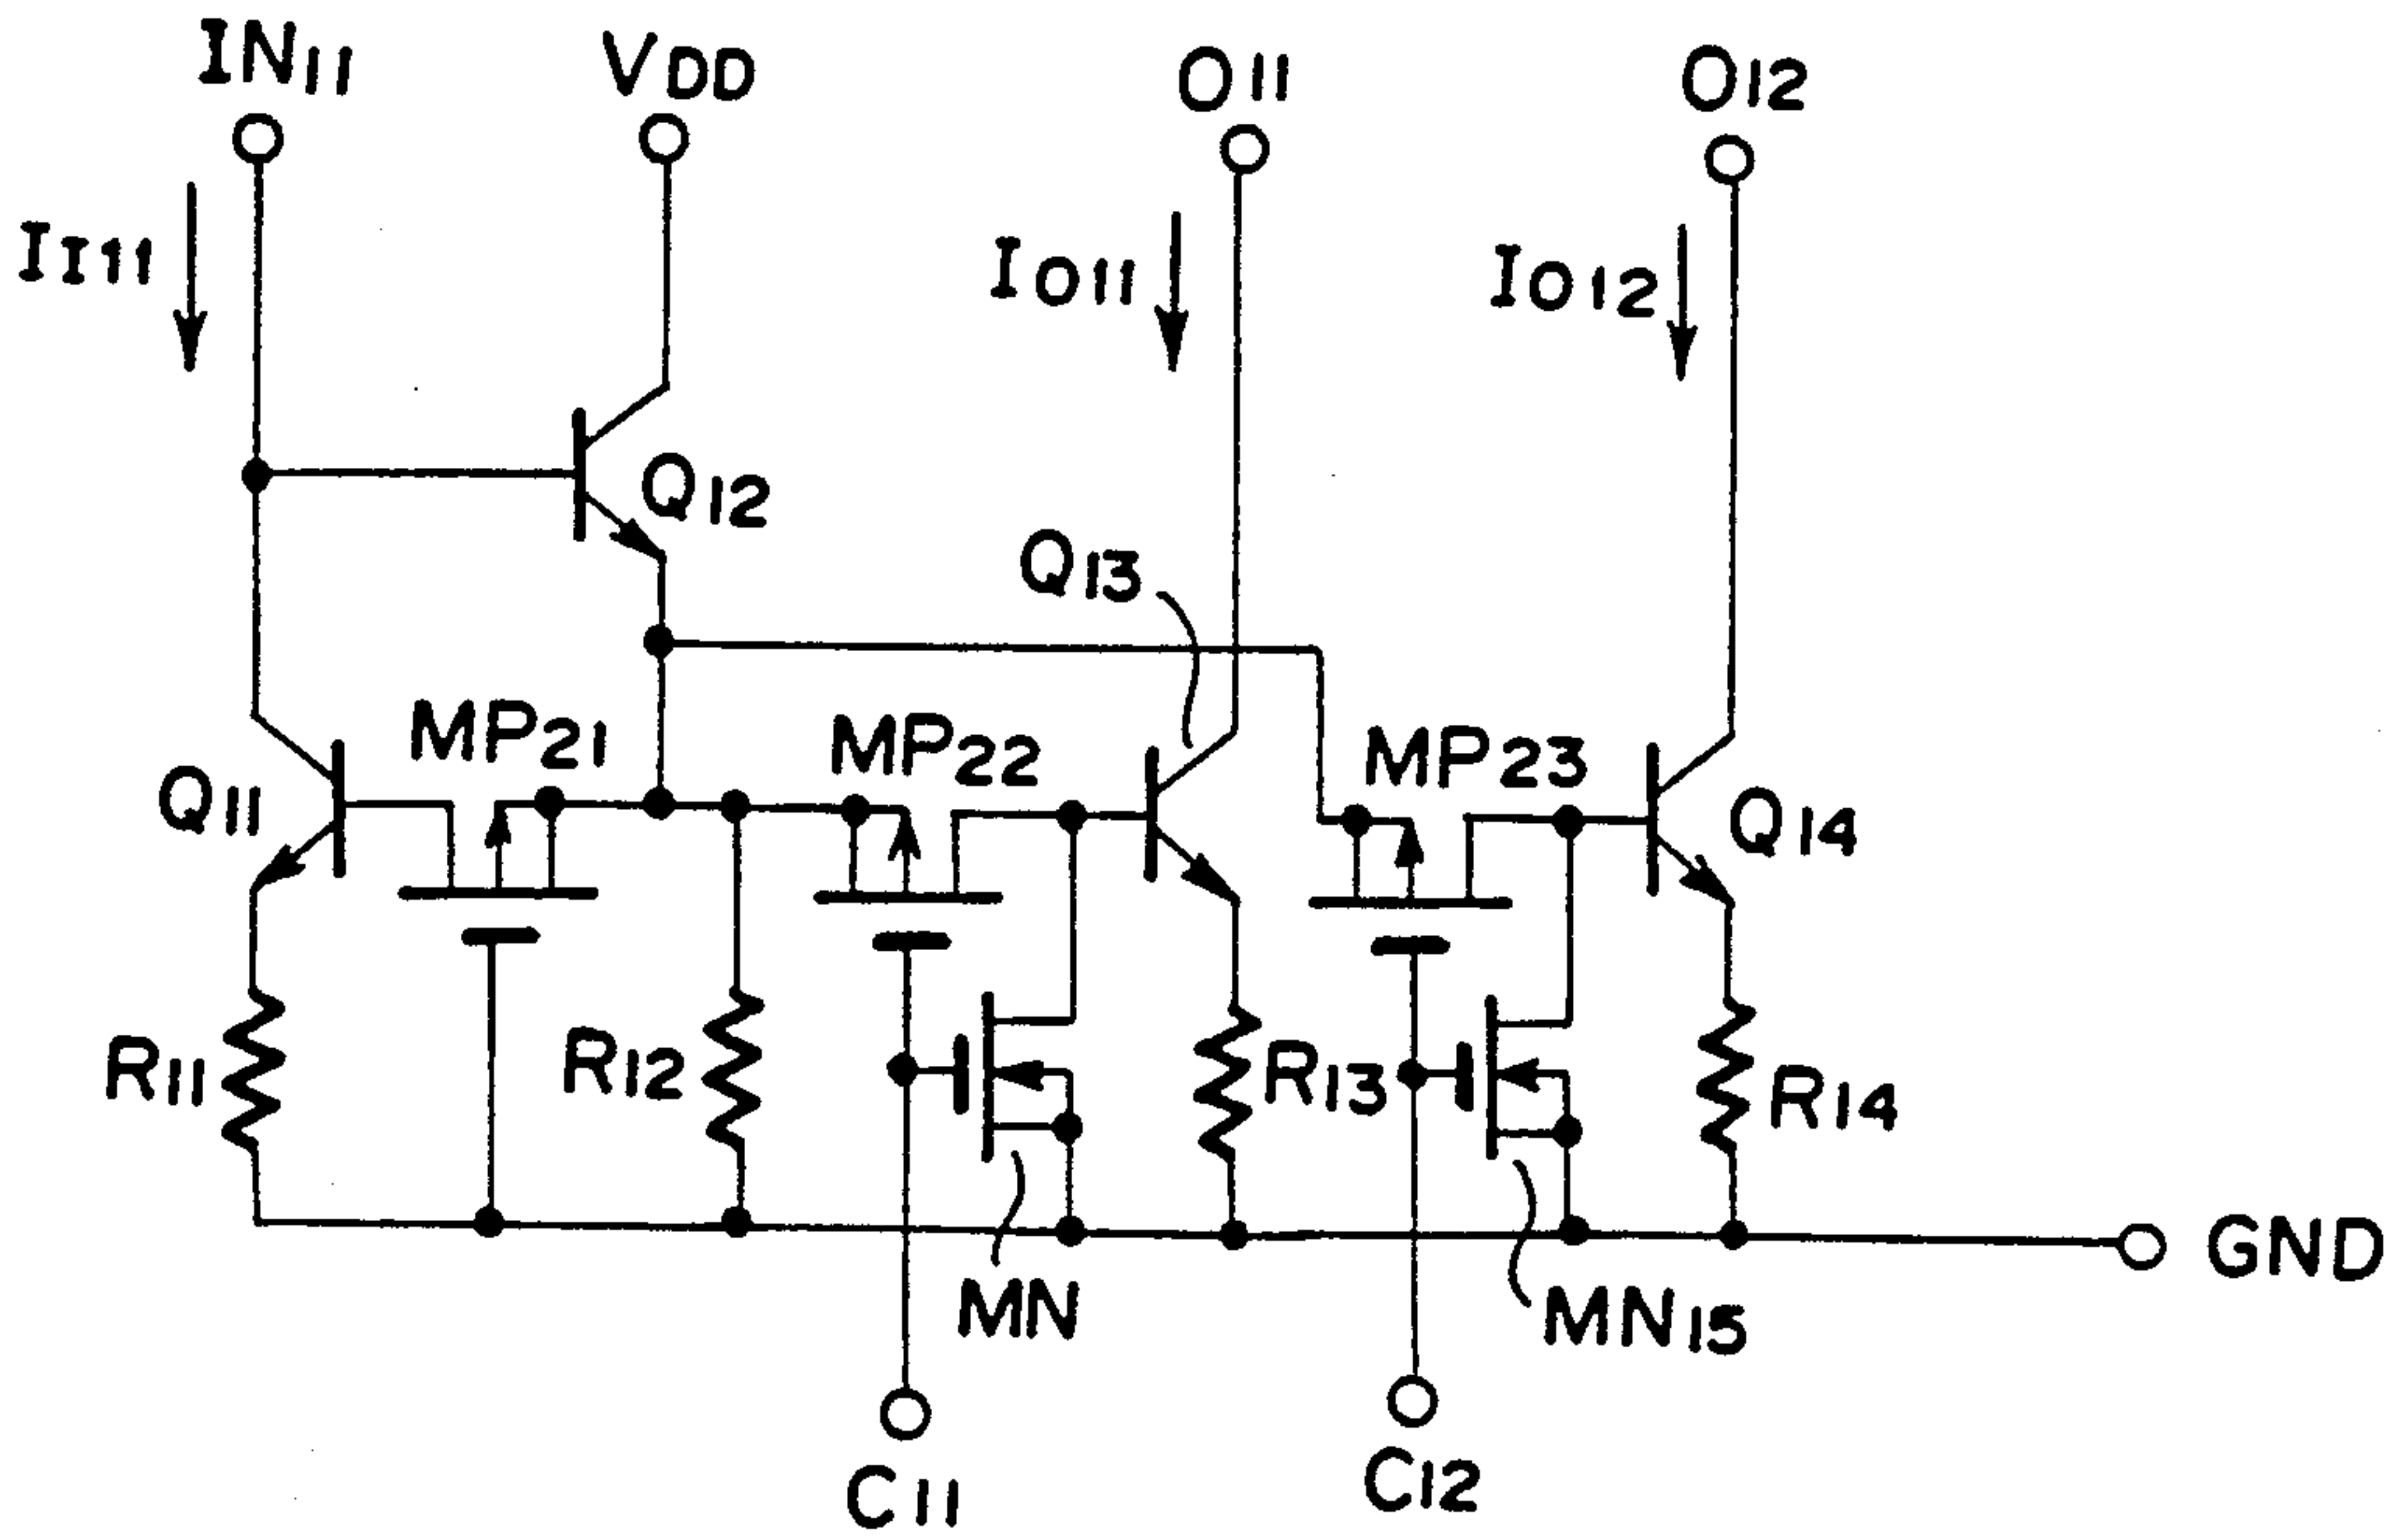 IN11
VDD
O11
O12
II11
IO11
IO12
Q12
Q13
MP21
MP22
MP23
Q11
Q14
R11
R12
R13
R14
GND
MN
MN15
C11
C12